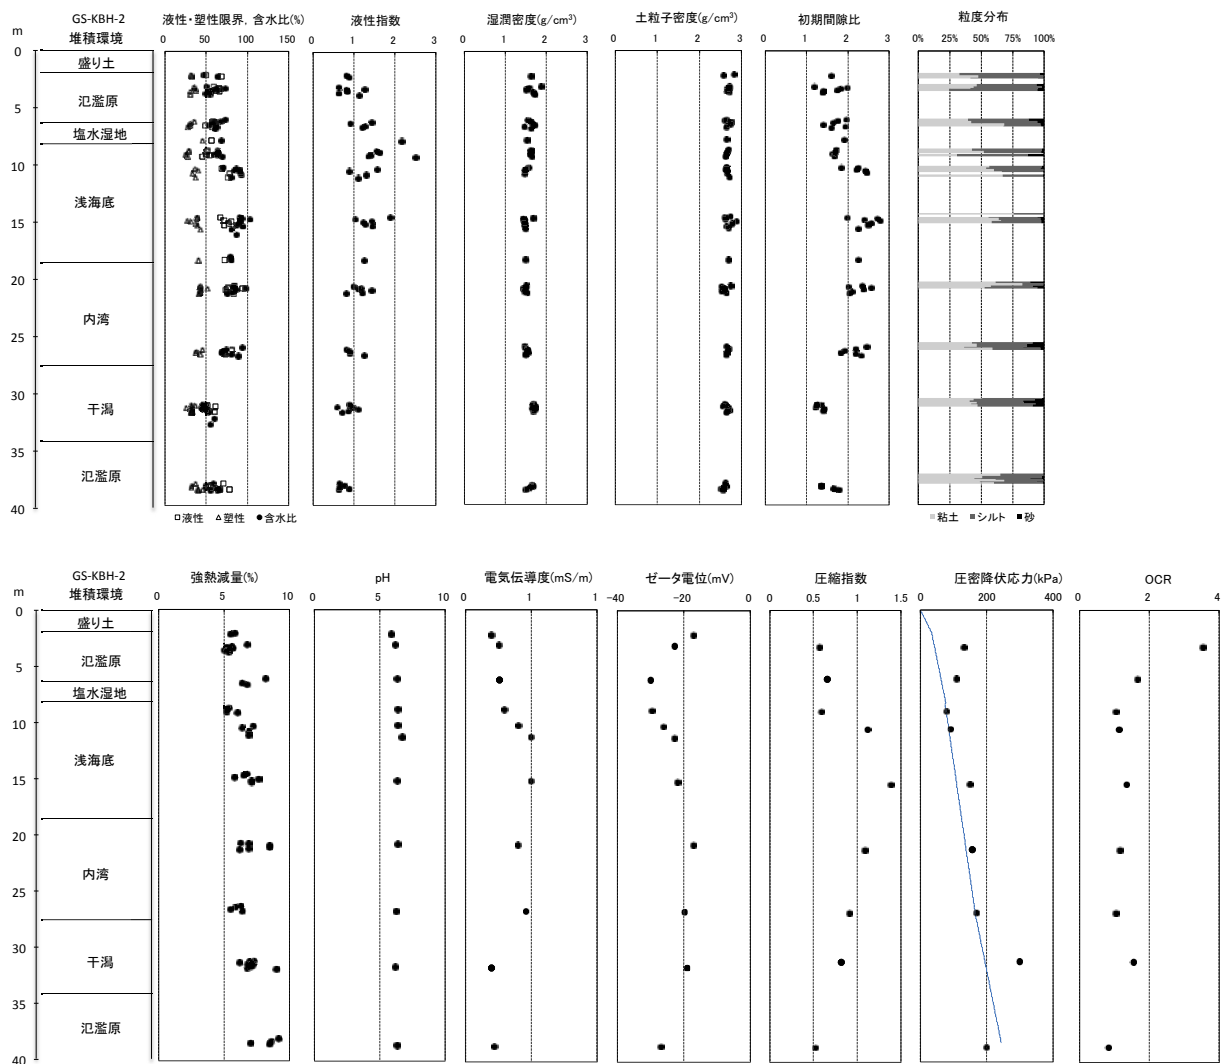 GS-KBH-2 液性・塑性限界, 含水比(%) 液性指数 湿潤密度(g/cm³) 土粒子密度(g/cm³) 初期間隙比 粒度分布
m 堆積環境
0 50 100 150 0 1 2 3 0 1 2 3 0 1 2 3 0 1 2 3 0% 25% 50% 75% 100%
0
盛り土
氾濫原
5
塩水湿地
10
浅海底
15
20
内湾
25
30
干潟
35
氾濫原
40
□液性 △塑性 ●含水比 粘土 シルト 砂
GS-KBH-2 強熱減量(%) pH 電気伝導度(mS/m) ゼータ電位(mV) 圧縮指数 圧密降伏応力(kPa) OCR
m 堆積環境
0 5 10 0 5 10 0 1 1 −40 −20 0 0 0.5 1 1.5 0 200 400 0 2 4
0
盛り土
氾濫原
5
塩水湿地
10
浅海底
15
20
内湾
25
30
干潟
35
氾濫原
40